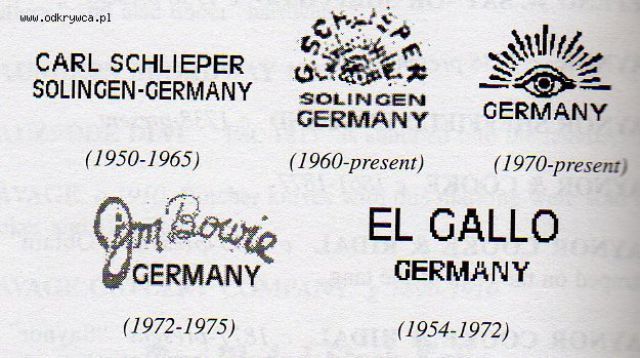 www.odkrywca.pl
CARL SCHLIEPER
SOLINGEN-GERMANY
(1950-1965)
SCHLIEPER
SOLINGEN
GERMANY
(1960-present)
GERMANY
(1970-present)
Jim Bowie
GERMANY
(1972-1975)
EL GALLO
GERMANY
(1954-1972)